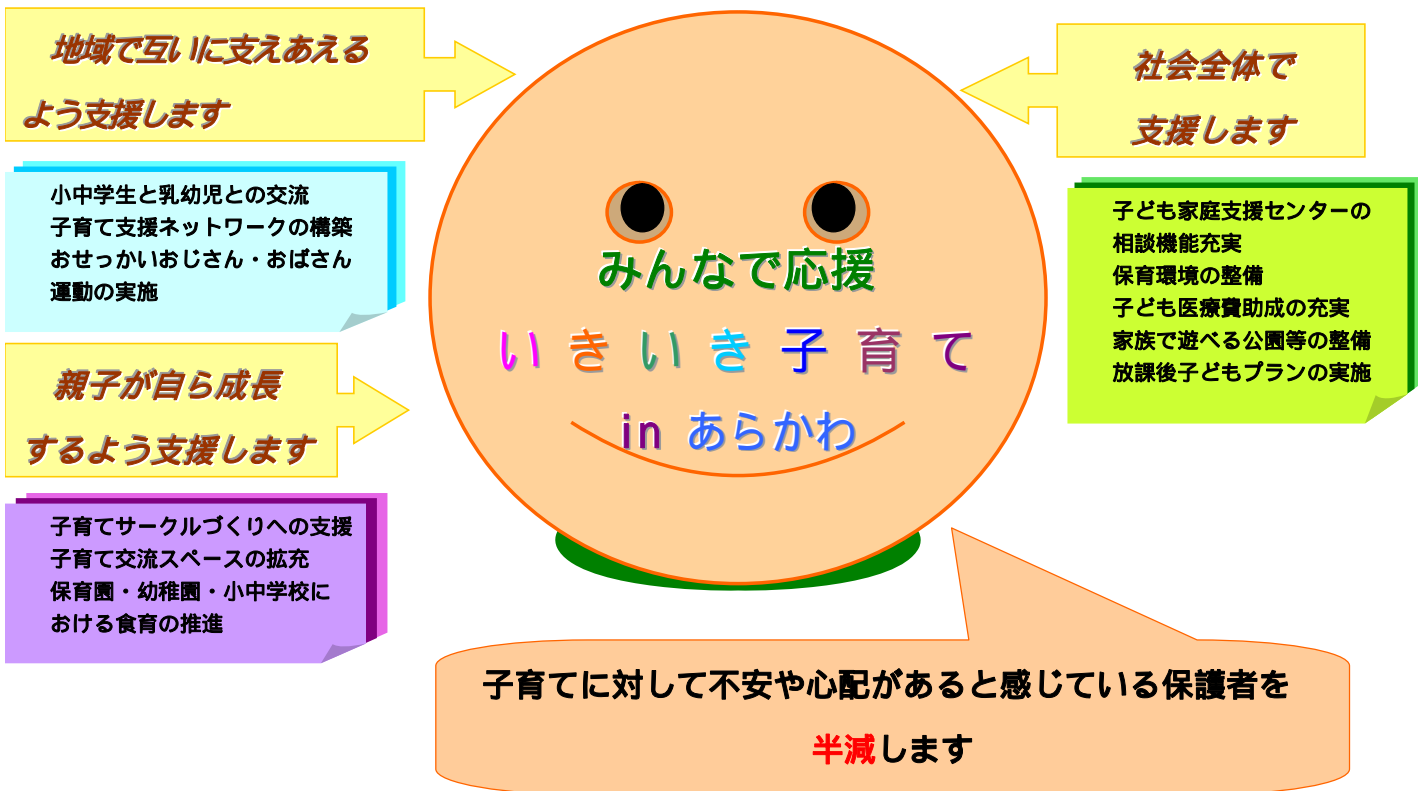 地域で互いに支えあえる
よう支援します
小中学生と乳幼児との交流
子育て支援ネットワークの構築
おせっかいおじさん・おばさん
運動の実施
親子が自ら成長
するよう支援します
子育てサークルづくりへの支援
子育て交流スペースの拡充
保育園・幼稚園・小中学校に
おける食育の推進
みんなで応援
いきいき子育て
in あらかわ
社会全体で
支援します
子ども家庭支援センターの
相談機能充実
保育環境の整備
子ども医療費助成の充実
家族で遊べる公園等の整備
放課後子どもプランの実施
子育てに対して不安や心配があると感じている保護者を
半減します